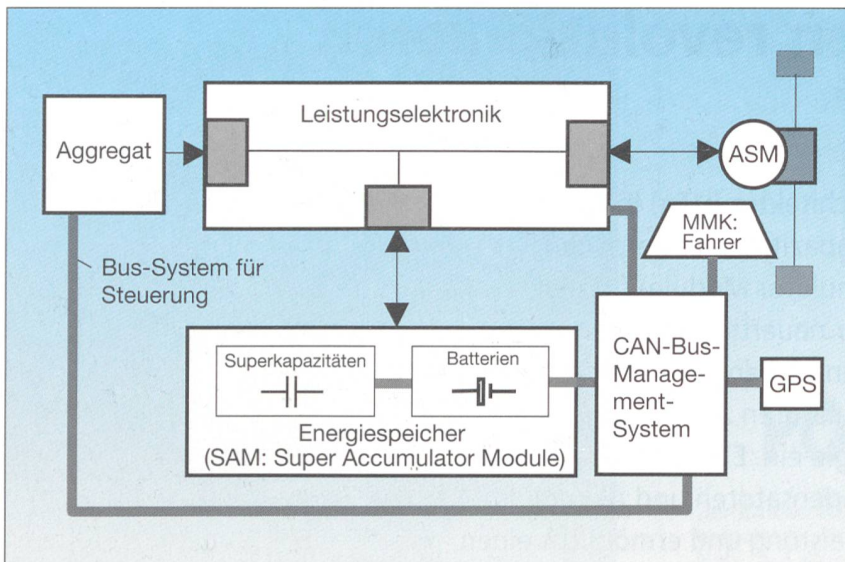 Leistungselektronik
Aggregat
ASM
MMK:
Fahrer
Bus-System für
Steuerung
Superkapazitäten
Batterien
Energiespeicher
(SAM: Super Accumulator Module)
CAN-Bus-
Manage-
ment-
System
GPS